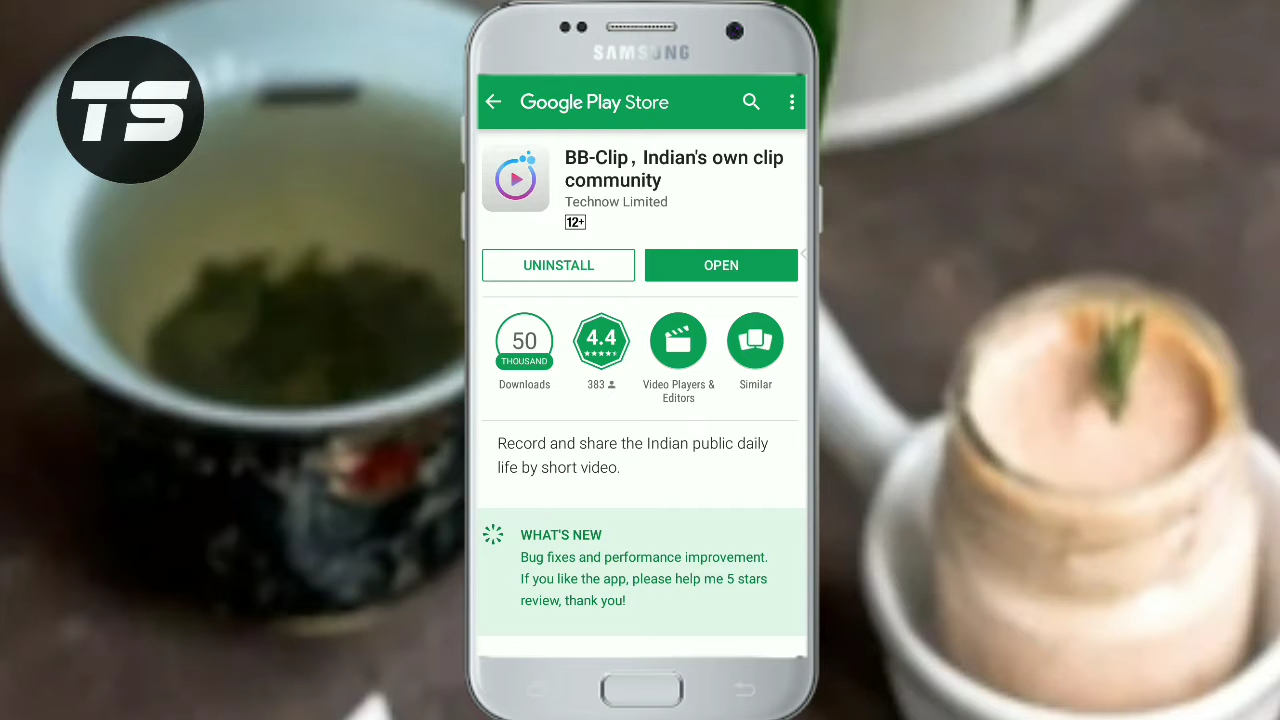 TS
SAMSUNG
Google Play Store
BB-Clip, Indian's own clip
community
Technow Limited
12+
UNINSTALL
OPEN
50
THOUSAND
Downloads
4.4
383
Video Players &
Editors
Similar
Record and share the Indian public daily
life by short video.
WHAT'S NEW
Bug fixes and performance improvement.
If you like the app, please help me 5 stars
review, thank you!